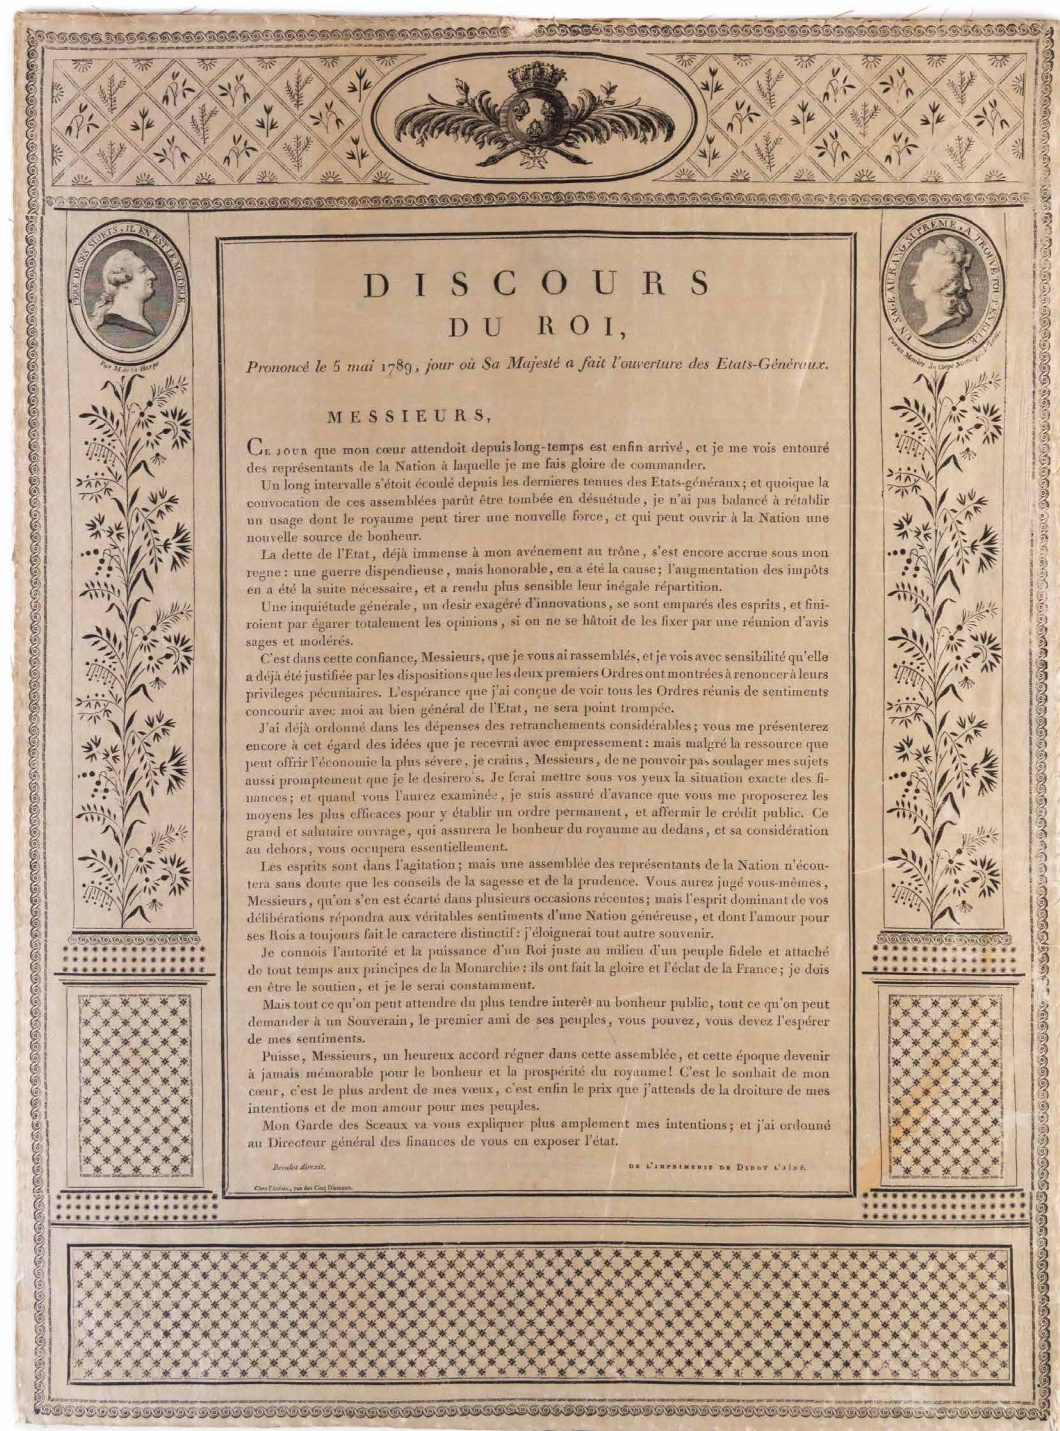 PERE DE SES SUJETS, IL EN EST LE MODELE.
Par M. de la Harpe
UN SAGE AU RANG SUPREME, A TROUVÉ
DISCOURS
DU ROI,
Prononcé le 5 mai 1789, jour où Sa Majesté a fait l'ouverture des Etats-Généraux.
MESSIEURS,
CE JOUR que mon cœur attendoit depuis long-temps est enfin arrivé, et je me vois entouré
des représentants de la Nation à laquelle je me fais gloire de commander.
Un long intervalle s'étoit écoulé depuis les dernieres tenues des Etats-généraux; et quoique la
convocation de ces assemblées parût être tombée en désuétude, je n'ai pas balancé à rétablir
un usage dont le royaume peut tirer une nouvelle force, et qui peut ouvrir à la Nation une
nouvelle source de bonheur.
La dette de l'Etat, déjà immense à mon avénement au trône, s'est encore accrue sous mon
regne: une guerre dispendieuse, mais honorable, en a été la cause; l'augmentation des impôts
en a été la suite nécessaire, et a rendu plus sensible leur inégale répartition.
Une inquiétude générale, un desir exagéré d'innovations, se sont emparés des esprits, et fini-
roient par égarer totalement les opinions, si on ne se hâtoit de les fixer par une réunion d'avis
sages et modérés.
C'est dans cette confiance, Messieurs, que je vous ai rassemblés, et je vois avec sensibilité qu'elle
a déjà été justifiée par les dispositions que les deux premiers Ordres ont montrées à renoncer à leurs
privileges pécuniaires. L'espérance que j'ai conçue de voir tous les Ordres réunis de sentiments
concourir avec moi au bien général de l'Etat, ne sera point trompée.
J'ai déjà ordonné dans les dépenses des retranchements considérables; vous me présenterez
encore à cet égard des idées que je recevrai avec empressement: mais malgré la ressource que
peut offrir l'économie la plus sévere, je crains, Messieurs, de ne pouvoir pas soulager mes sujets
aussi promptement que je le desirerois. Je ferai mettre sous vos yeux la situation exacte des fi-
nances; et quand vous l'aurez examinée, je suis assuré d'avance que vous me proposerez les
moyens les plus efficaces pour y établir un ordre permanent, et affermir le crédit public. Ce
grand et salutaire ouvrage, qui assurera le bonheur du royaume au dedans, et sa considération
au dehors, vous occupera essentiellement.
Les esprits sont dans l'agitation; mais une assemblée des représentants de la Nation n'écou-
tera sans doute que les conseils de la sagesse et de la prudence. Vous aurez jugé vous-mêmes,
Messieurs, qu'on s'en est écarté dans plusieurs occasions récentes; mais l'esprit dominant de vos
délibérations répondra aux véritables sentiments d'une Nation généreuse, et dont l'amour pour
ses Rois a toujours fait le caractere distinctif: j'éloignerai tout autre souvenir.
Je connois l'autorité et la puissance d'un Roi juste au milieu d'un peuple fidele et attaché
de tout temps aux principes de la Monarchie: ils ont fait la gloire et l'éclat de la France; je dois
en être le soutien, et je le serai constamment.
Mais tout ce qu'on peut attendre du plus tendre interêt au bonheur public, tout ce qu'on peut
demander à un Souverain, le premier ami de ses peuples, vous pouvez, vous devez l'espérer
de mes sentiments.
Puisse, Messieurs, un heureux accord régner dans cette assemblée, et cette époque devenir
à jamais mémorable pour le bonheur et la prospérité du royaume! C'est le souhait de mon
cœur, c'est le plus ardent de mes vœux, c'est enfin le prix que j'attends de la droiture de mes
intentions et de mon amour pour mes peuples.
Mon Garde des Sceaux va vous expliquer plus amplement mes intentions; et j'ai ordonné
au Directeur général des finances de vous en exposer l'état.
direxit.
DE L'IMPRIMERIE DE DIDOT L'AÎNÉ.
Chez l'Artiste, rue des Cinq Diamans.